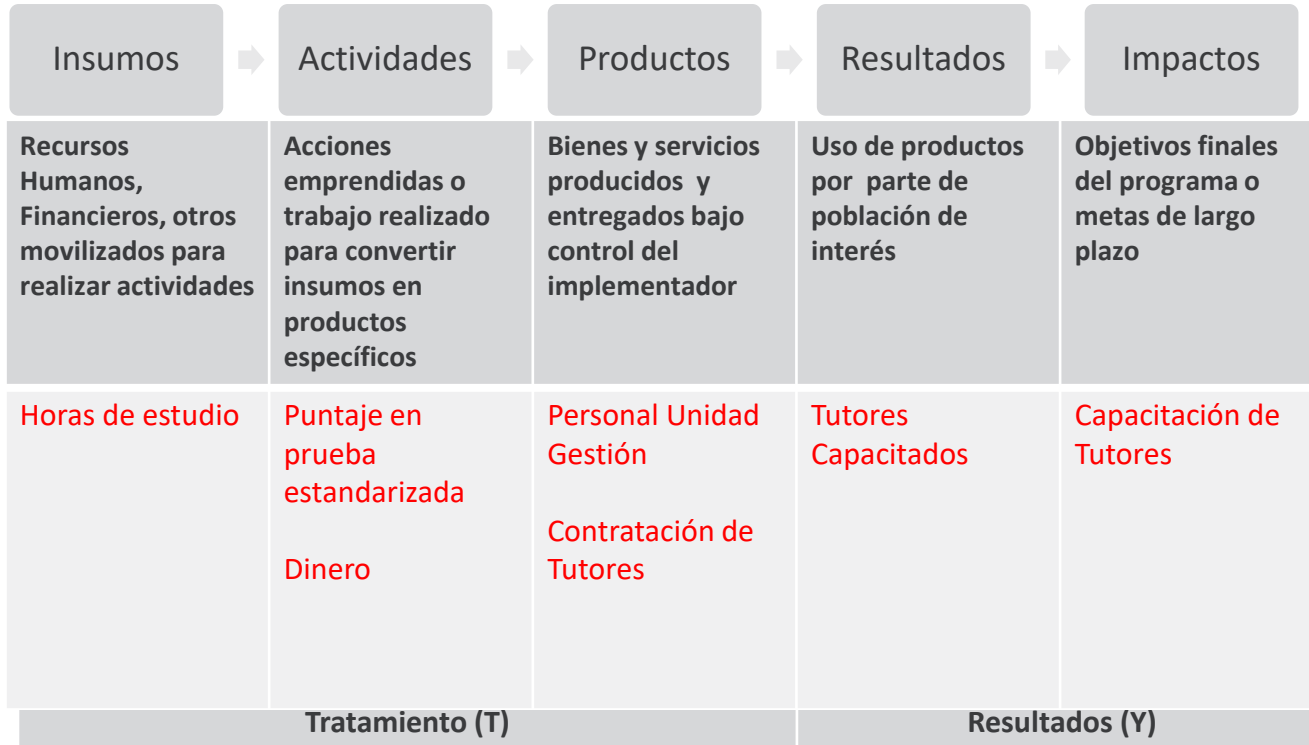 Insumos
Actividades
Productos
Resultados
Impactos
Recursos
Humanos,
Financieros, otros
movilizados para
realizar actividades
Acciones
emprendidas o
trabajo realizado
para convertir
insumos en
productos
específicos
Bienes y servicios
producidos y
entregados bajo
control del
implementador
Uso de productos
por parte de
población de
interés
Objetivos finales
del programa o
metas de largo
plazo
Horas de estudio
Puntaje en
prueba
estandarizada
Dinero
Personal Unidad
Gestión
Contratación de
Tutores
Tutores
Capacitados
Capacitación de
Tutores
Tratamiento (T)
Resultados (Y)